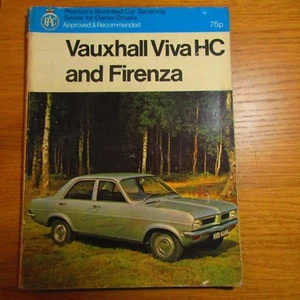 RAC
Pearson's Illustrated Car Servicing
Series for Owner Drivers
Approved & Recommended
75p
Vauxhall Viva HC
and Firenza